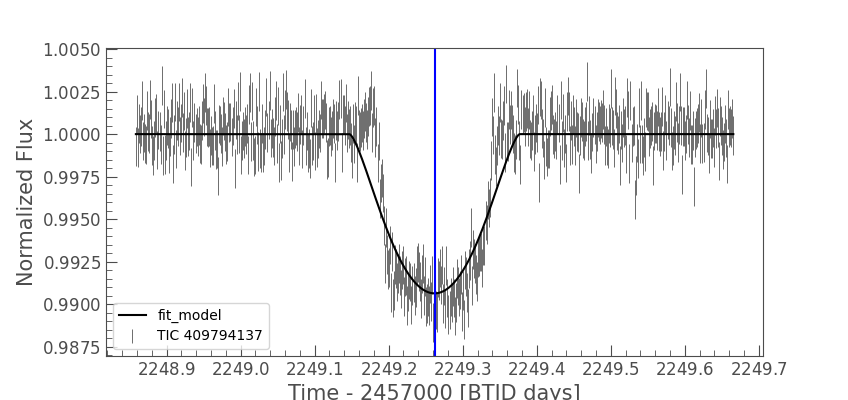 1.0050
1.0025
1.0000
0.9975
0.9950
0.9925
0.9900
0.9875
Normalized Flux
fit_model
TIC 409794137
2248.9 2249.0 2249.1 2249.2 2249.3 2249.4 2249.5 2249.6 2249.7
Time - 2457000 [BTJD days]